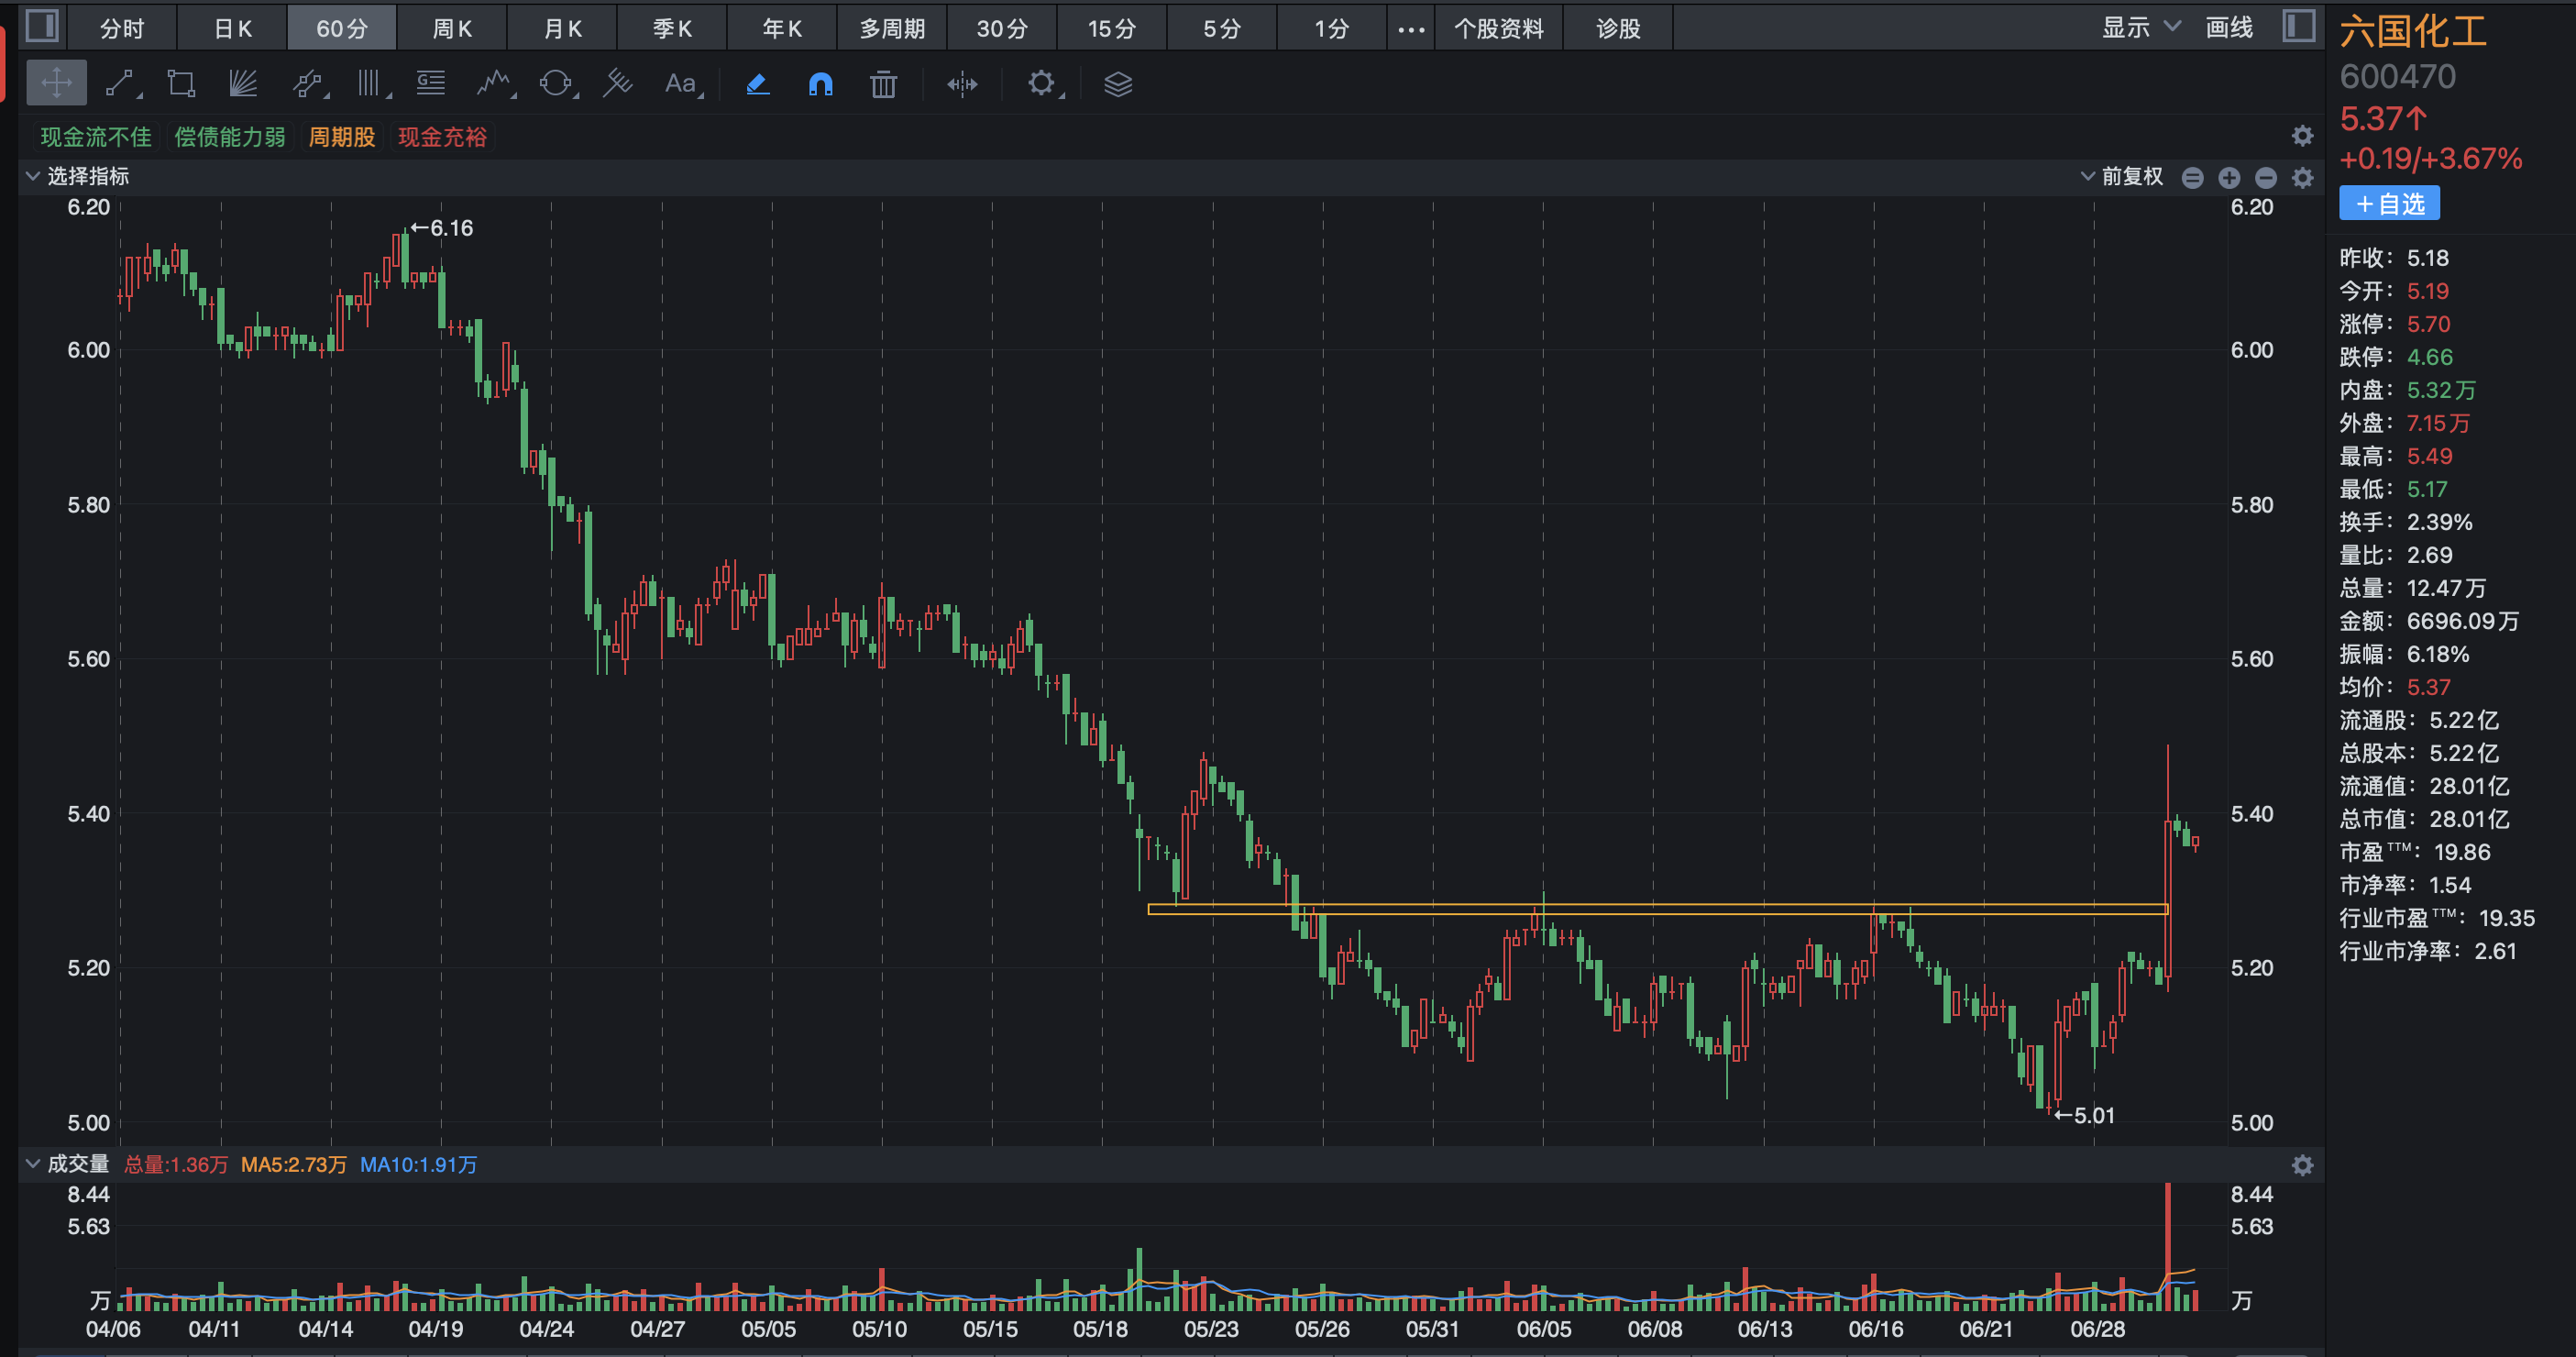 分时 日K 60分 周K 月K 季K 年K 多周期 30分 15分 5分 1分 ... 个股资料 诊股 显示 画线
Aa
现金流不佳 偿债能力弱 周期股 现金充裕
选择指标 前复权
6.20 6.20
←6.16
6.00 6.00
5.80 5.80
5.60 5.60
5.40 5.40
5.20 5.20
←5.01
5.00 5.00
成交量 总量:1.36万 MA5:2.73万 MA10:1.91万
8.44 8.44
5.63 5.63
万 万
04/06 04/11 04/14 04/19 04/24 04/27 05/05 05/10 05/15 05/18 05/23 05/26 05/31 06/05 06/08 06/13 06/16 06/21 06/28
六国化工
600470
5.37↑
+0.19/+3.67%
+自选
昨收: 5.18
今开: 5.19
涨停: 5.70
跌停: 4.66
内盘: 5.32万
外盘: 7.15万
最高: 5.49
最低: 5.17
换手: 2.39%
量比: 2.69
总量: 12.47万
金额: 6696.09万
振幅: 6.18%
均价: 5.37
流通股: 5.22亿
总股本: 5.22亿
流通值: 28.01亿
总市值: 28.01亿
市盈TTM: 19.86
市净率: 1.54
行业市盈TTM: 19.35
行业市净率: 2.61